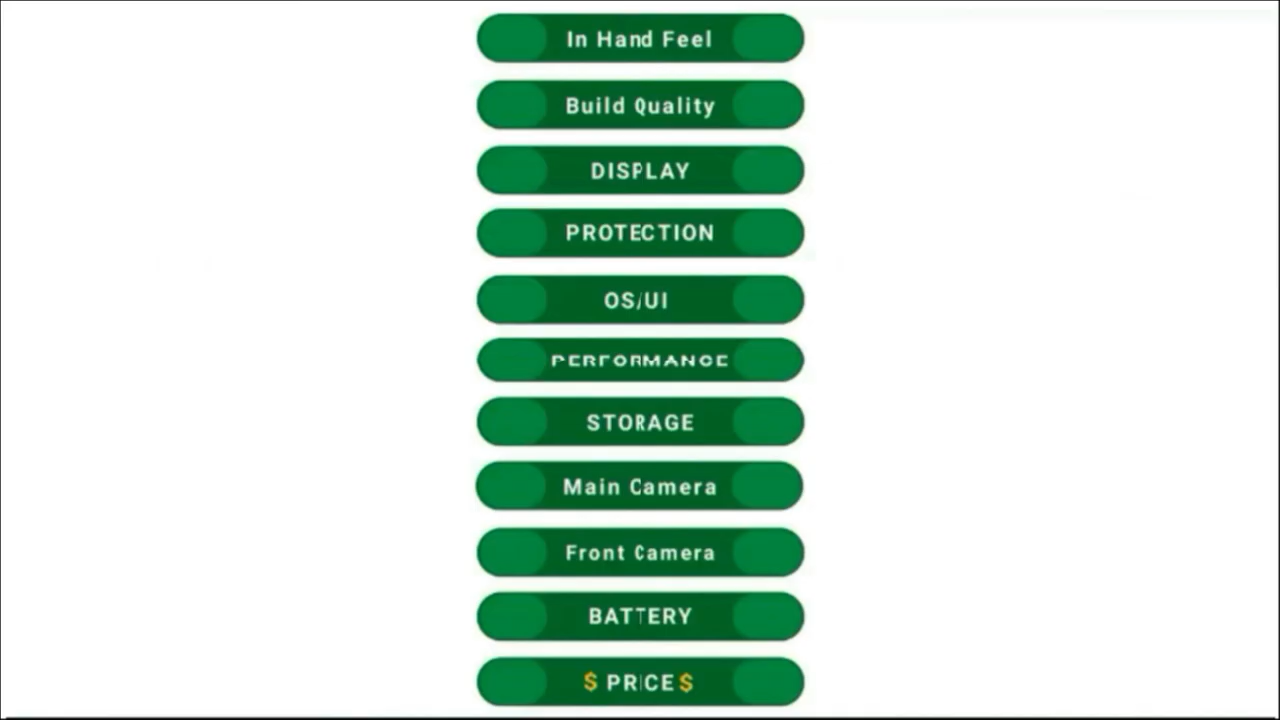 In Hand Feel
Build Quality
DISPLAY
PROTECTION
OS/UI
PERFORMANCE
STORAGE
Main Camera
Front Camera
BATTERY
$ PRICE $